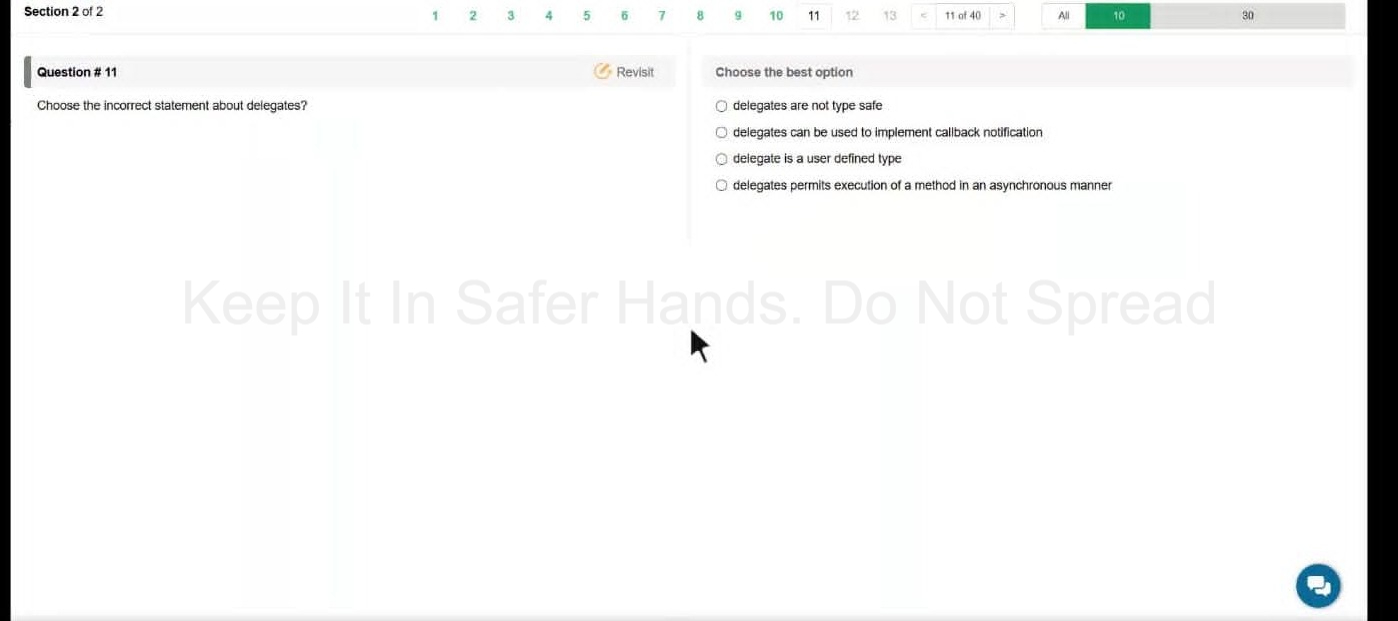 Section 2 of 2
1 2 3 4 5 6 7 8 9 10 11 12 13 < 11 of 40 > All 10 30
Question # 11
Revisit
Choose the incorrect statement about delegates?
Choose the best option
delegates are not type safe
delegates can be used to implement callback notification
delegate is a user defined type
delegates permits execution of a method in an asynchronous manner
Keep It In Safer Hands. Do Not Spread